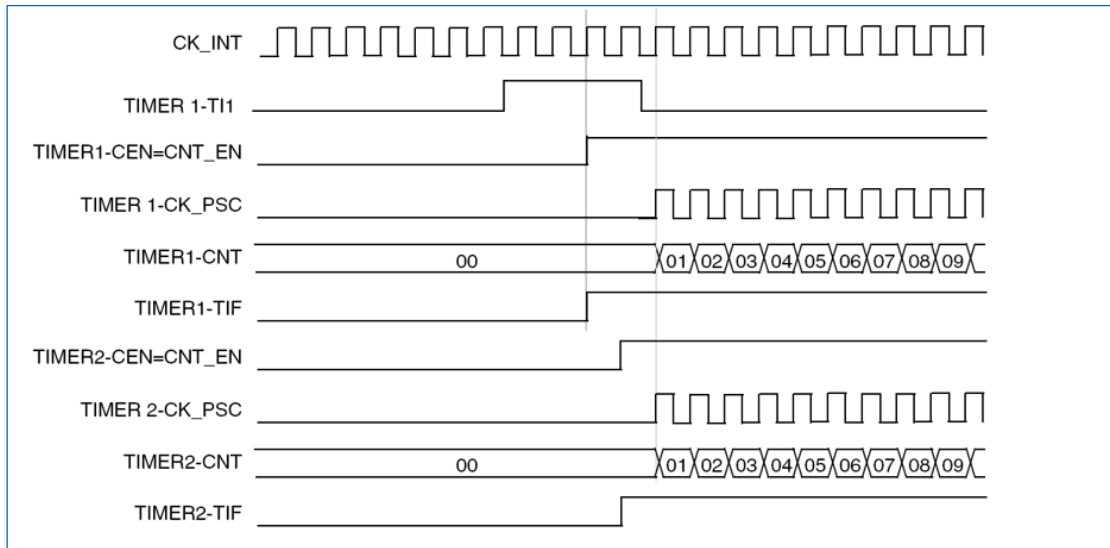 CK_INT
TIMER 1-TI1
TIMER1-CEN=CNT_EN
TIMER 1-CK_PSC
TIMER1-CNT 00 01 02 03 04 05 06 07 08 09
TIMER1-TIF
TIMER2-CEN=CNT_EN
TIMER 2-CK_PSC
TIMER2-CNT 00 01 02 03 04 05 06 07 08 09
TIMER2-TIF